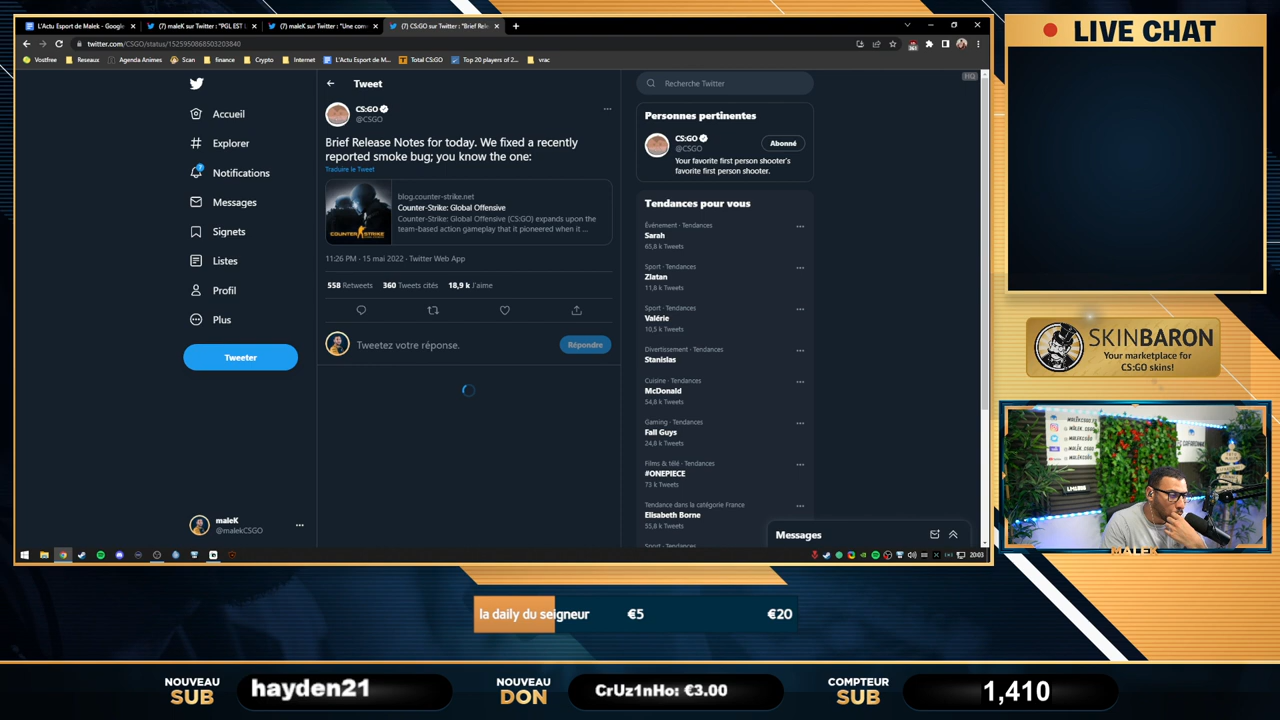 L'Actu Esport de Malek - Google
(7) maleK sur Twitter : "PGL EST L
(7) maleK sur Twitter : "Une com
(7) CS:GO sur Twitter : "Brief Rele
twitter.com/CSGO/status/1525950868503203840
Vostfree
Reseaux
Agenda Animes
Scan
finance
Crypto
Internet
L'Actu Esport de M...
Total CS:GO
Top 20 players of 2...
vrac
HQ
Accueil
Explorer
Notifications
Messages
Signets
Listes
Profil
Plus
Tweeter
maleK
@malekCSGO
Tweet
CS:GO
@CSGO
Brief Release Notes for today. We fixed a recently
reported smoke bug; you know the one:
Traduire le Tweet
COUNTER STRIKE
blog.counter-strike.net
Counter-Strike: Global Offensive
Counter-Strike: Global Offensive (CS:GO) expands upon the
team-based action gameplay that it pioneered when it ...
11:26 PM · 15 mai 2022 · Twitter Web App
558 Retweets 360 Tweets cités 18,9 k J'aime
Tweetez votre réponse.
Répondre
Recherche Twitter
Personnes pertinentes
CS:GO
@CSGO
Abonné
Your favorite first person shooter's
favorite first person shooter.
Tendances pour vous
Événement · Tendances
Sarah
65,8 k Tweets
Sport · Tendances
Zlatan
11,8 k Tweets
Sport · Tendances
Valérie
10,5 k Tweets
Divertissement · Tendances
Stanislas
Cuisine · Tendances
McDonald
54,8 k Tweets
Gaming · Tendances
Fall Guys
24,6 k Tweets
Films & télé · Tendances
#ONEPIECE
73 k Tweets
Tendance dans la catégorie France
Elisabeth Borne
55,8 k Tweets
Messages
20:03
LIVE CHAT
SKINBARON
Your marketplace for
CS:GO skins!
MALEK
la daily du seigneur
€5
€20
NOUVEAU
SUB
hayden21
NOUVEAU
DON
CrUz1nHo: €3.00
COMPTEUR
SUB
1,410